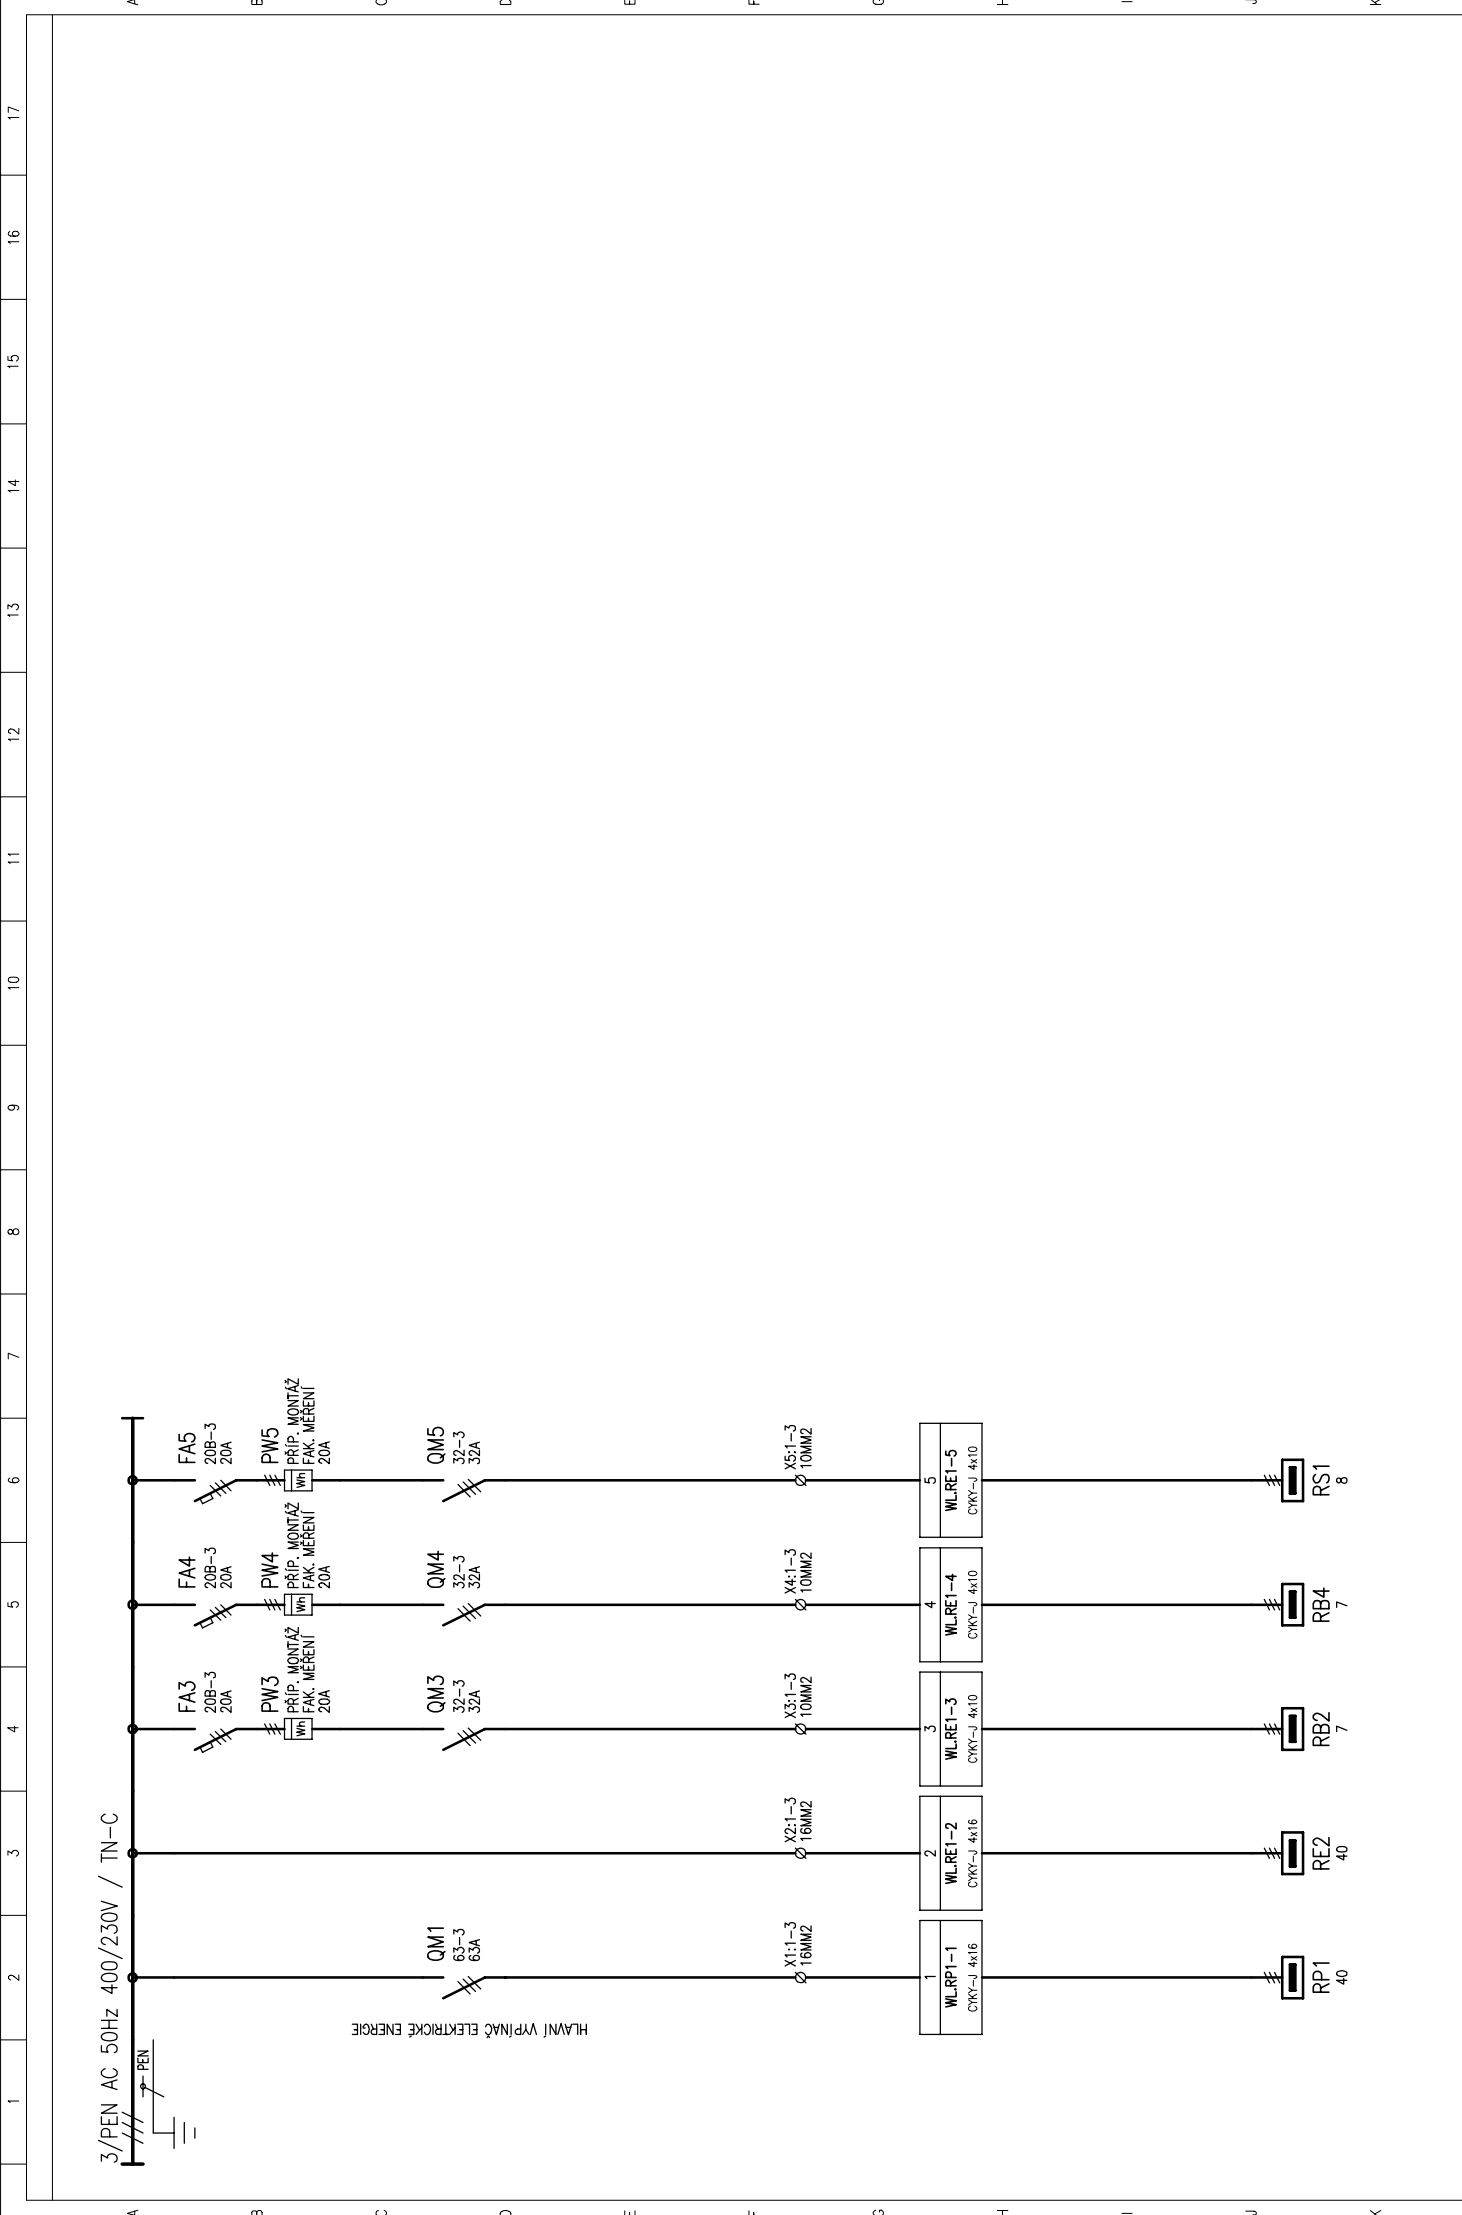 3/PEN AC 50Hz 400/230V / TN-C
PEN
HLAVNÍ VYPÍNAČ ELEKTRICKÉ ENERGIE
QM1
63-3
63A
X1:1-3
16MM2
1
WL.RP1-1
CYKY-J 4x16
RP1
40
X2:1-3
16MM2
2
WL.RE1-2
CYKY-J 4x16
RE2
40
FA3
20B-3
20A
PW3
PŘÍP. MONTÁŽ
FAK. MĚŘENÍ
20A
Wh
QM3
32-3
32A
X3:1-3
10MM2
3
WL.RE1-3
CYKY-J 4x10
RB2
7
FA4
20B-3
20A
PW4
PŘÍP. MONTÁŽ
FAK. MĚŘENÍ
20A
Wh
QM4
32-3
32A
X4:1-3
10MM2
4
WL.RE1-4
CYKY-J 4x10
RB4
7
FA5
20B-3
20A
PW5
PŘÍP. MONTÁŽ
FAK. MĚŘENÍ
20A
Wh
QM5
32-3
32A
X5:1-3
10MM2
5
WL.RE1-5
CYKY-J 4x10
RS1
8
1 2 3 4 5 6 7 8 9 10 11 12 13 14 15 16 17